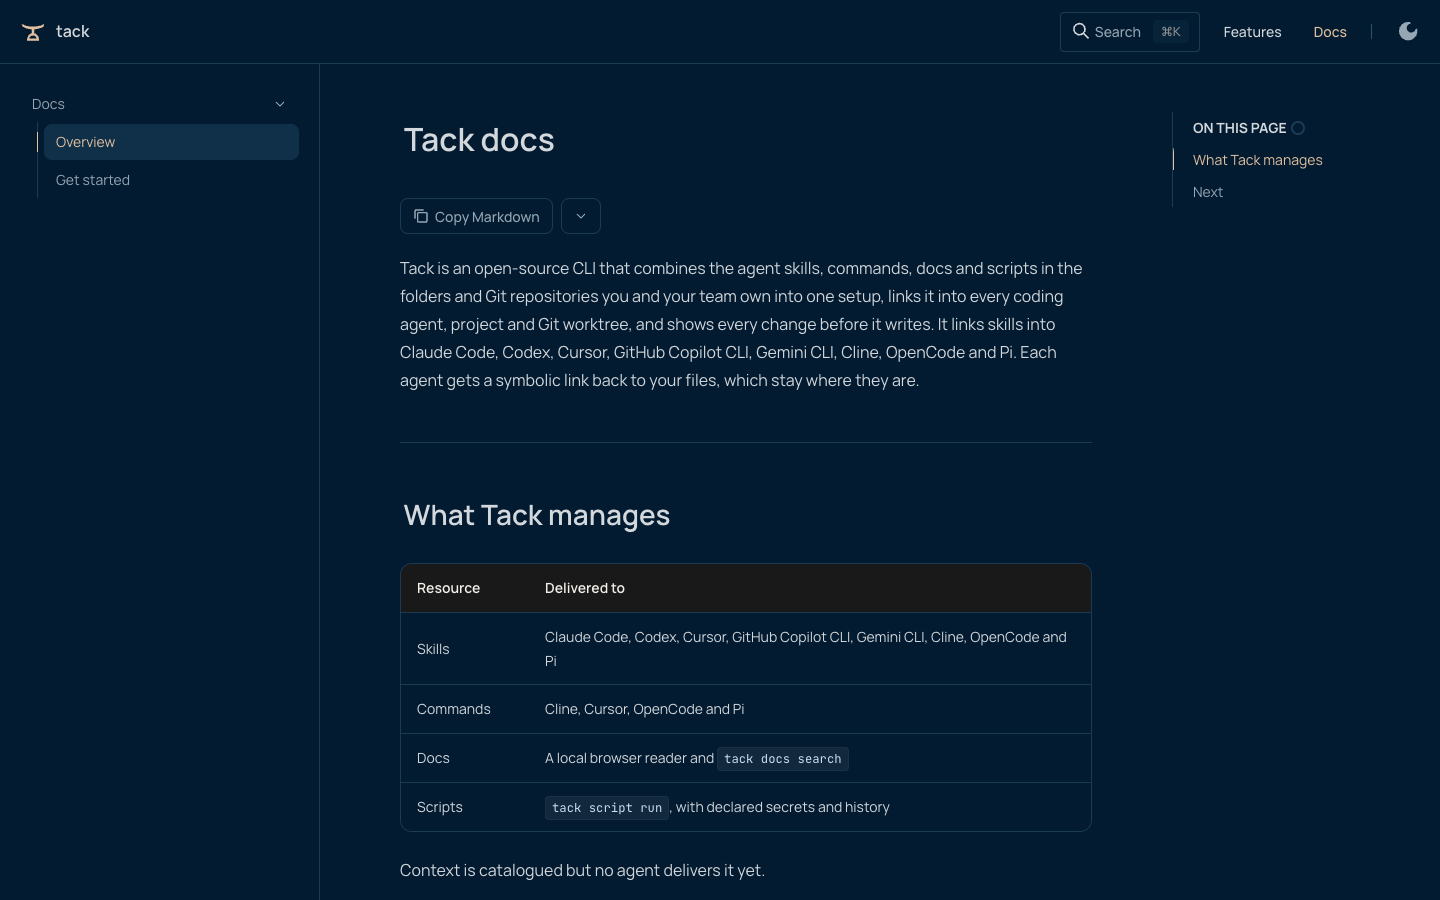 tack
Search ⌘K Features Docs
Docs
Overview
Get started
Tack docs
Copy Markdown
Tack is an open-source CLI that combines the agent skills, commands, docs and scripts in the
folders and Git repositories you and your team own into one setup, links it into every coding
agent, project and Git worktree, and shows every change before it writes. It links skills into
Claude Code, Codex, Cursor, GitHub Copilot CLI, Gemini CLI, Cline, OpenCode and Pi. Each
agent gets a symbolic link back to your files, which stay where they are.
What Tack manages
Resource Delivered to
Skills Claude Code, Codex, Cursor, GitHub Copilot CLI, Gemini CLI, Cline, OpenCode and
Pi
Commands Cline, Cursor, OpenCode and Pi
Docs A local browser reader and tack docs search
Scripts tack script run, with declared secrets and history
Context is catalogued but no agent delivers it yet.
ON THIS PAGE
What Tack manages
Next